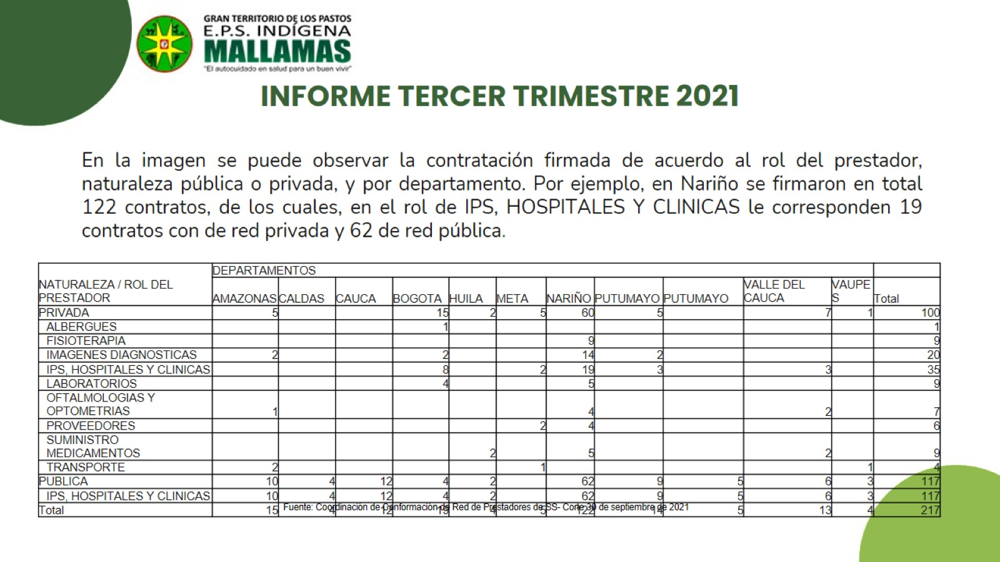 GRAN TERRITORIO DE LOS PASTOS
E.P.S. INDÍGENA
MALLAMAS
"El autocuidado en salud para un buen vivir"
INFORME TERCER TRIMESTRE 2021
En la imagen se puede observar la contratación firmada de acuerdo al rol del prestador,
naturaleza pública o privada, y por departamento. Por ejemplo, en Nariño se firmaron en total
122 contratos, de los cuales, en el rol de IPS, HOSPITALES Y CLINICAS le corresponden 19
contratos con de red privada y 62 de red pública.
DEPARTAMENTOS
NATURALEZA / ROL DEL
PRESTADOR
AMAZONAS CALDAS CAUCA BOGOTA HUILA META NARIÑO PUTUMAYO PUTUMAYO
VALLE DEL
CAUCA
VAUPE
S
Total
PRIVADA 5 15 2 5 60 5 7 1 100
ALBERGUES 1 1
FISIOTERAPIA 9 9
IMAGENES DIAGNOSTICAS 2 2 14 2 20
IPS, HOSPITALES Y CLINICAS 8 2 19 3 3 35
LABORATORIOS 4 5 9
OFTALMOLOGIAS Y
OPTOMETRIAS 1 4 2 7
PROVEEDORES 2 4 6
SUMINISTRO
MEDICAMENTOS 2 5 2 9
TRANSPORTE 2 1 1 4
PUBLICA 10 4 12 4 2 62 9 5 6 3 117
IPS, HOSPITALES Y CLINICAS 10 4 12 4 2 62 9 5 6 3 117
Fuente: Coordinación de Conformación de Red de Prestadores de SS- Corte 30 de septiembre de 2021
Total 15 4 12 19 4 5 122 14 5 13 4 217